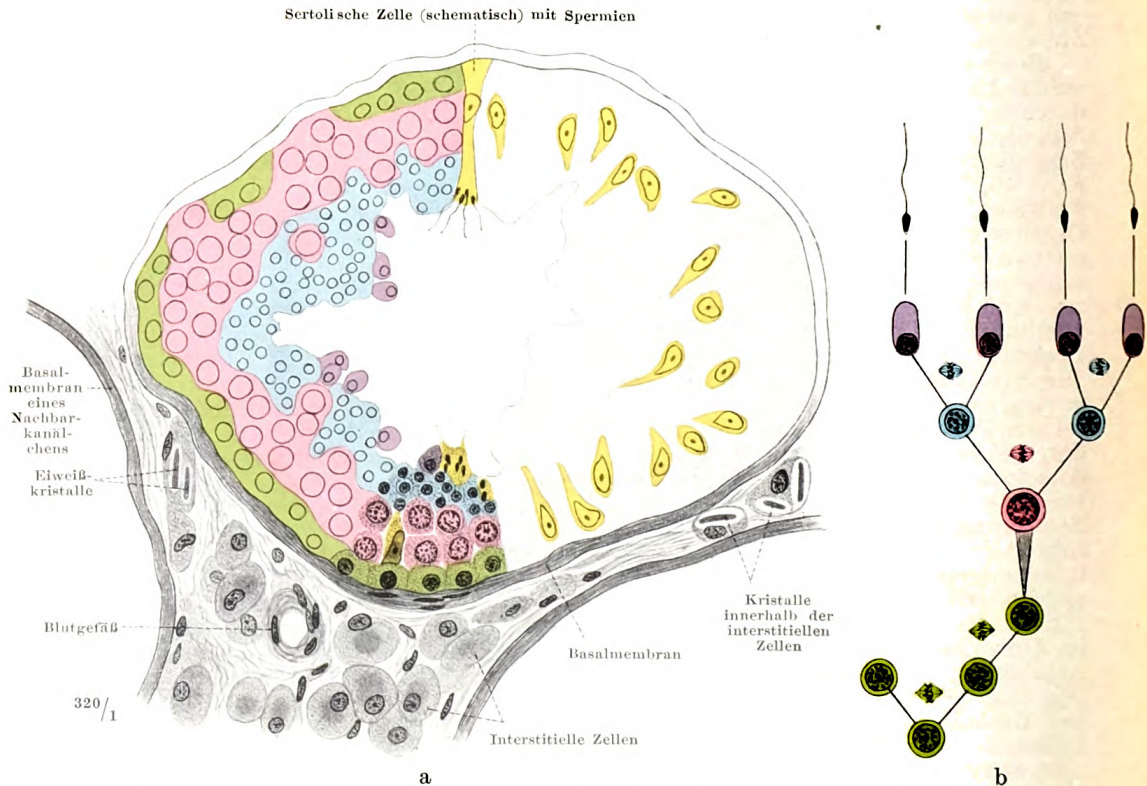 Sertolische Zelle (schematisch) mit Spermien
Basal-
membran
eines
Nachbar-
kanäl-
chens
Eiweiß-
kristalle
Blutgefäß
320/1
Kristalle
innerhalb der
interstitiellen
Zellen
Basalmembran
Interstitielle Zellen
a
b